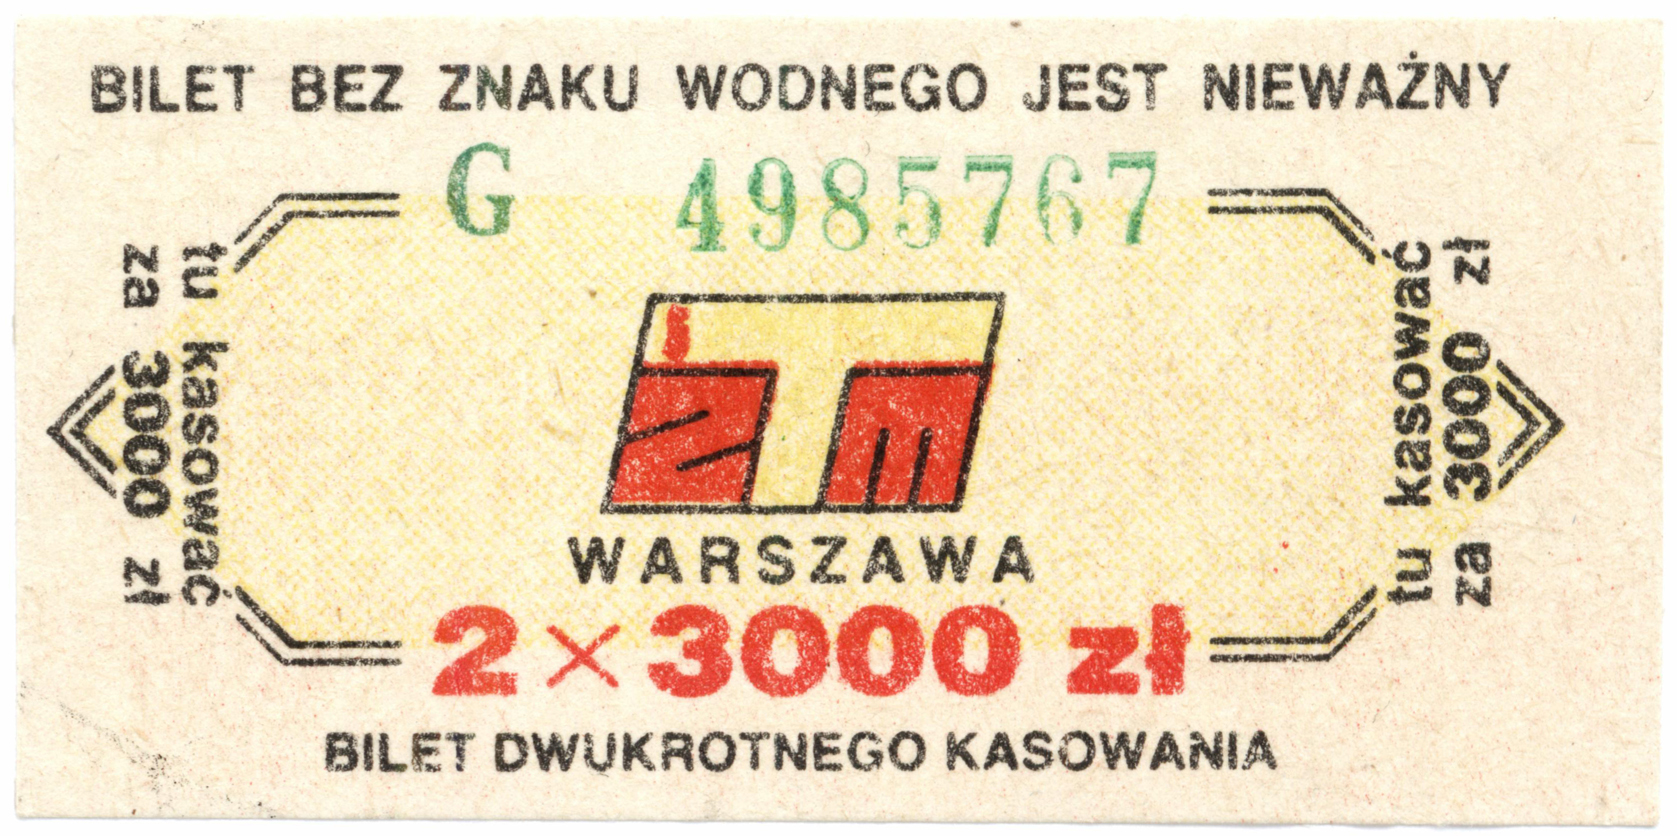 BILET BEZ ZNAKU WODNEGO JEST NIEWAŻNY
G 4985767
tu kasować
za 3000 zł
ZTM
WARSZAWA
2 × 3000 zł
tu kasować
za 3000 zł
BILET DWUKROTNEGO KASOWANIA